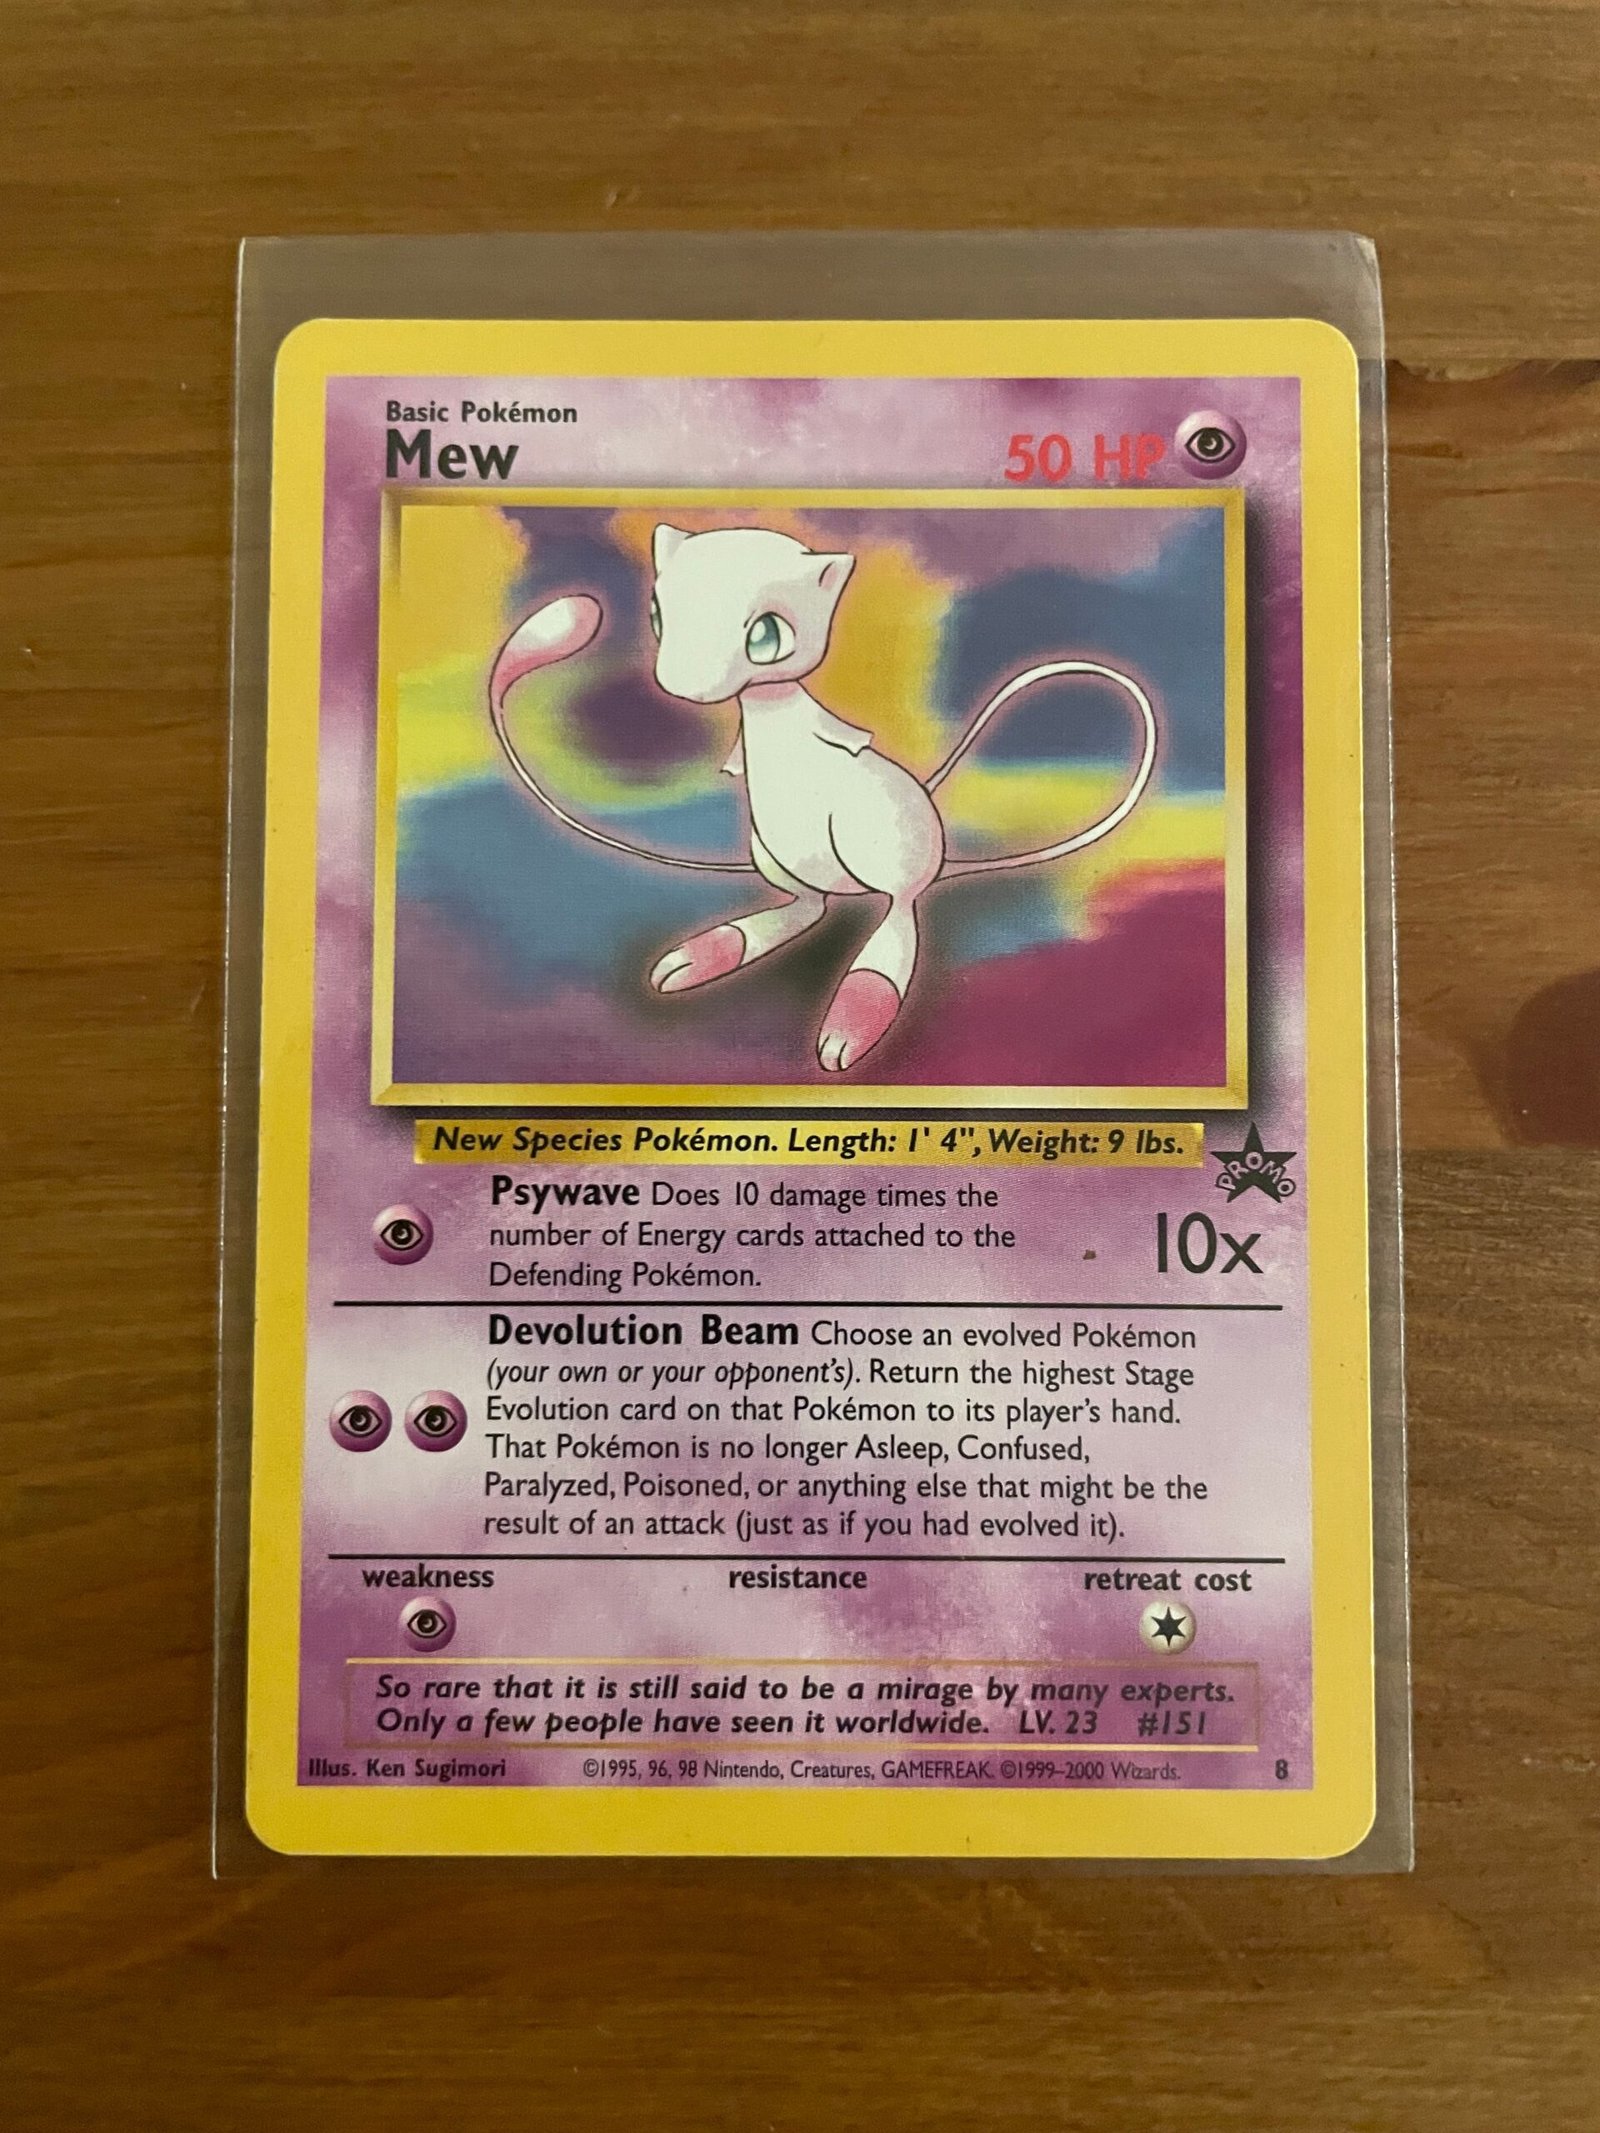 Basic Pokémon
Mew
50 HP
New Species Pokémon. Length: 1' 4", Weight: 9 lbs.
PROMO
Psywave Does 10 damage times the
number of Energy cards attached to the
Defending Pokémon.
10x
Devolution Beam Choose an evolved Pokémon
(your own or your opponent's). Return the highest Stage
Evolution card on that Pokémon to its player's hand.
That Pokémon is no longer Asleep, Confused,
Paralyzed, Poisoned, or anything else that might be the
result of an attack (just as if you had evolved it).
weakness resistance retreat cost
So rare that it is still said to be a mirage by many experts.
Only a few people have seen it worldwide. LV. 23 #151
Illus. Ken Sugimori ©1995, 96, 98 Nintendo, Creatures, GAMEFREAK. ©1999–2000 Wizards. 8